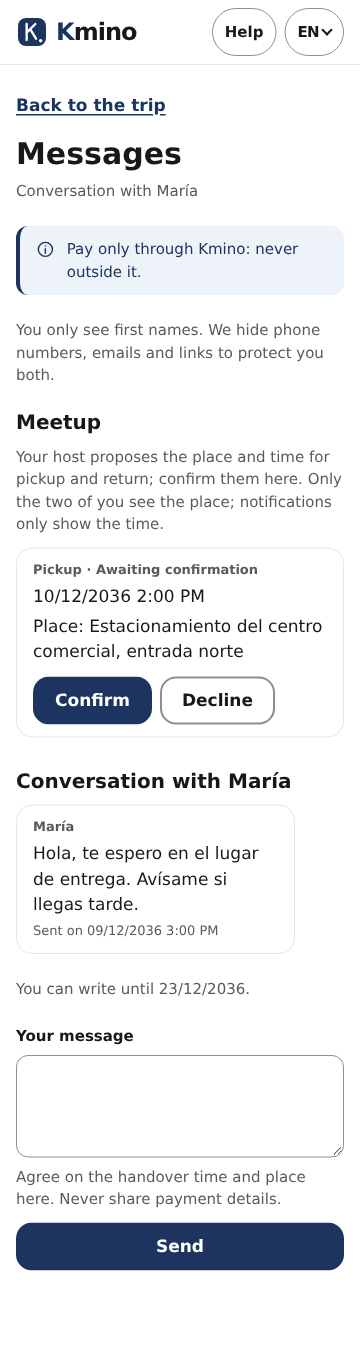 K. Kmino
Help
EN
Back to the trip
Messages
Conversation with María
Pay only through Kmino: never
outside it.
You only see first names. We hide phone
numbers, emails and links to protect you
both.
Meetup
Your host proposes the place and time for
pickup and return; confirm them here. Only
the two of you see the place; notifications
only show the time.
Pickup · Awaiting confirmation
10/12/2036 2:00 PM
Place: Estacionamiento del centro
comercial, entrada norte
Confirm
Decline
Conversation with María
María
Hola, te espero en el lugar
de entrega. Avísame si
llegas tarde.
Sent on 09/12/2036 3:00 PM
You can write until 23/12/2036.
Your message
Agree on the handover time and place
here. Never share payment details.
Send